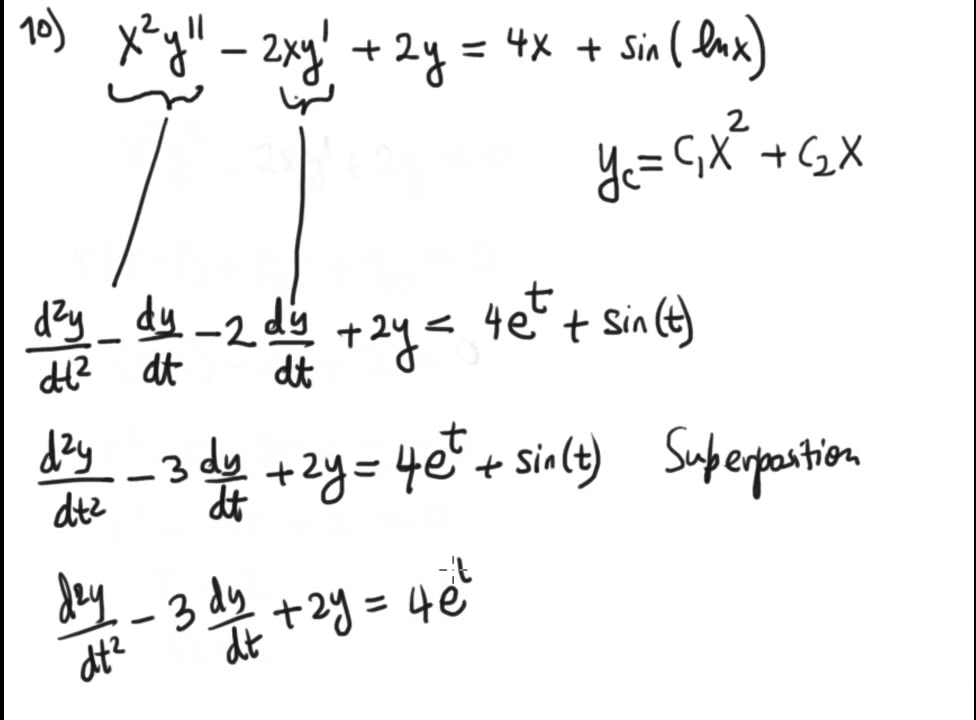 10) x²y'' - 2xy' + 2y = 4x + sin(lnx)
y_c = C₁x² + C₂x
d²y/dt² - dy/dt - 2 dy/dt + 2y = 4e^t + sin(t)
d²y/dt² - 3 dy/dt + 2y = 4e^t + sin(t) Superposition
d²y/dt² - 3 dy/dt + 2y = 4e^t